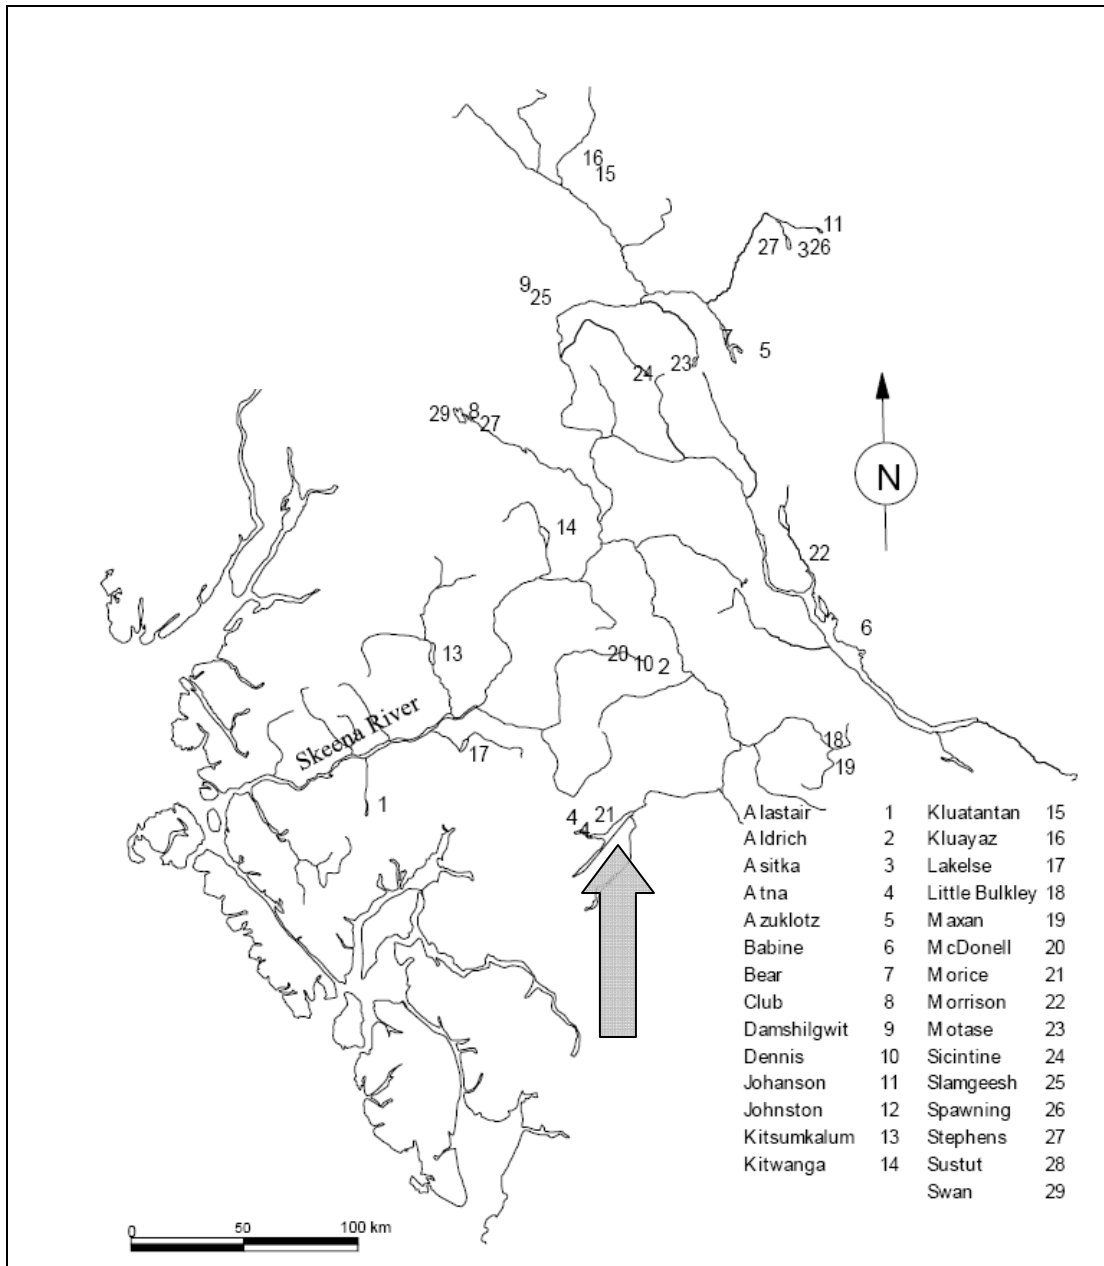 16
15
11
27 326
9
25
7
5
23
24
29 8
27
N
14
22
6
13
20 10 2
Skeena River
17
18
19
1
4 21
4
Alastair 1 Kluatantan 15
Aldrich 2 Kluayaz 16
Asitka 3 Lakelse 17
Atna 4 Little Bulkley 18
Azuklotz 5 Maxan 19
Babine 6 McDonell 20
Bear 7 Morice 21
Club 8 Morrison 22
Damshilgwit 9 Motase 23
Dennis 10 Sicintine 24
Johanson 11 Slamgeesh 25
Johnston 12 Spawning 26
Kitsumkalum 13 Stephens 27
Kitwanga 14 Sustut 28
Swan 29
0 50 100 km